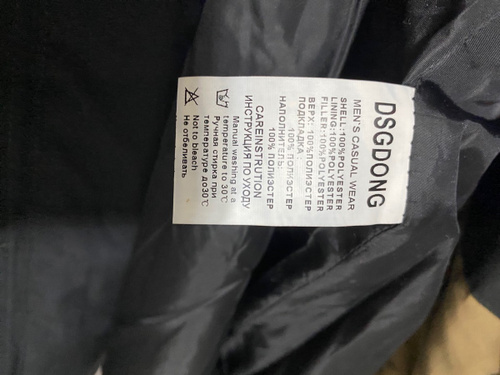 DSGDONG
MEN'S CASUAL WEAR
SHELL:100%POLYESTER
LINING:100%POLYESTER
FILLER:100%POLYESTER
ВЕРХ: 100%ПОЛИЭСТЕР
ПОДКЛАДКА:
100% ПОЛИЭСТЕР
НАПОЛНИТЕЛЬ:
100% ПОЛИЭСТЕР
CAREINSTRUTION
ИНСТРУКЦИЯ ПО УХОДУ
Manual washing at a
temperature to 30℃
Ручная стирка при
температуре до30℃
Not to bleach
Не отбеливать